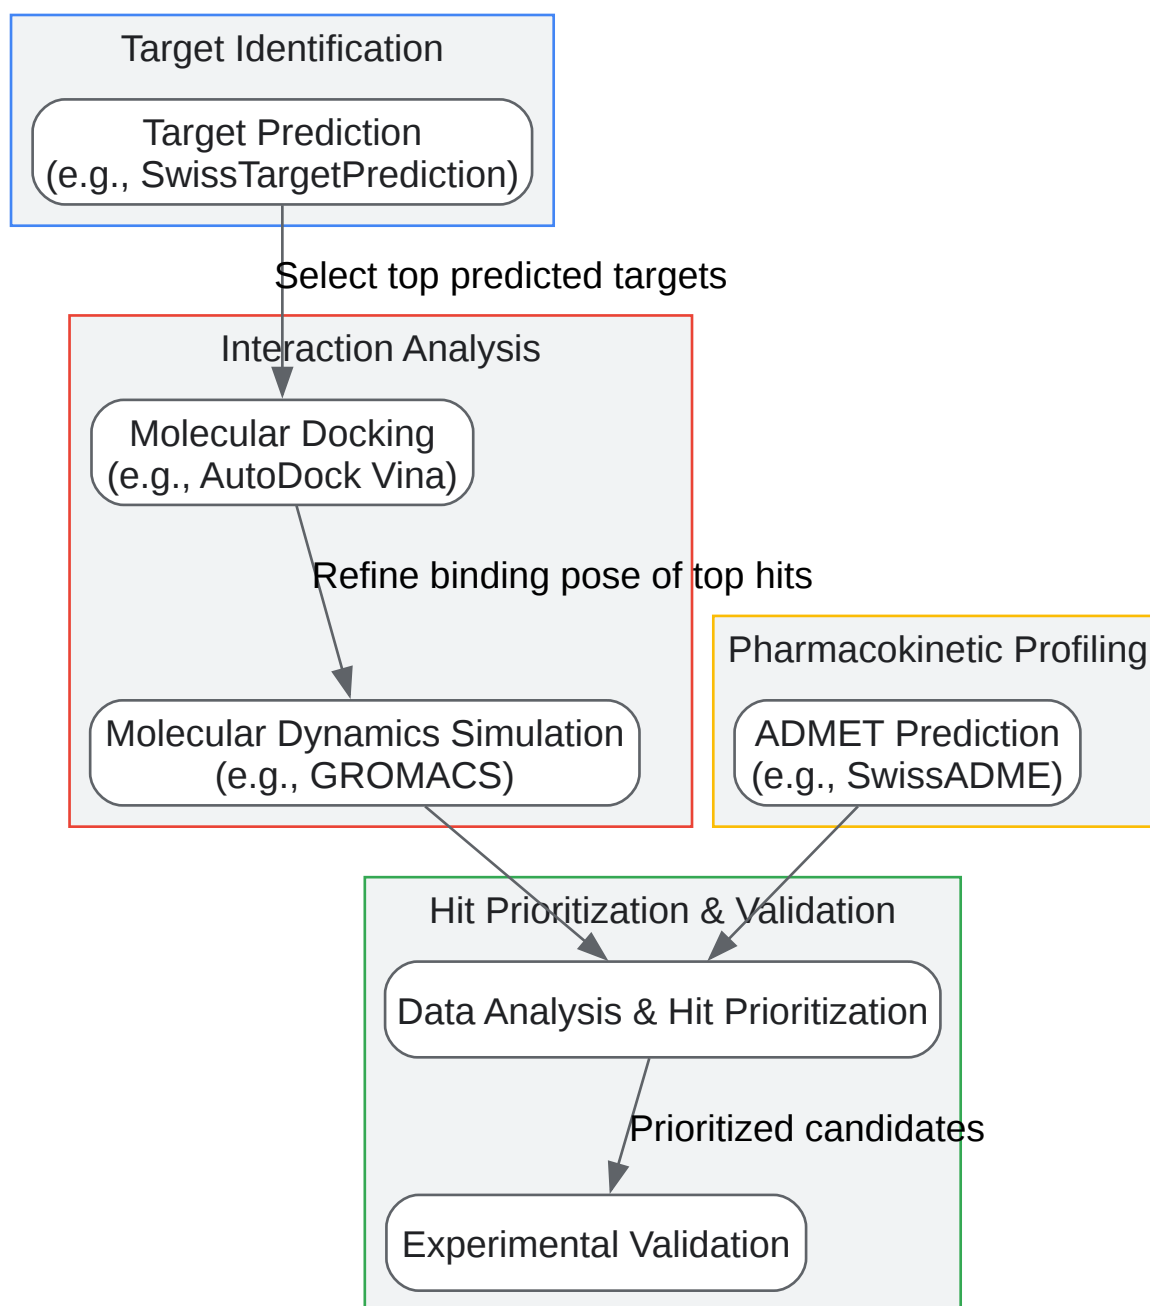 Target Identification
Target Prediction
(e.g., SwissTargetPrediction)
Select top predicted targets
Interaction Analysis
Molecular Docking
(e.g., AutoDock Vina)
Refine binding pose of top hits
Pharmacokinetic Profiling
Molecular Dynamics Simulation
(e.g., GROMACS)
ADMET Prediction
(e.g., SwissADME)
Hit Prioritization & Validation
Data Analysis & Hit Prioritization
Prioritized candidates
Experimental Validation